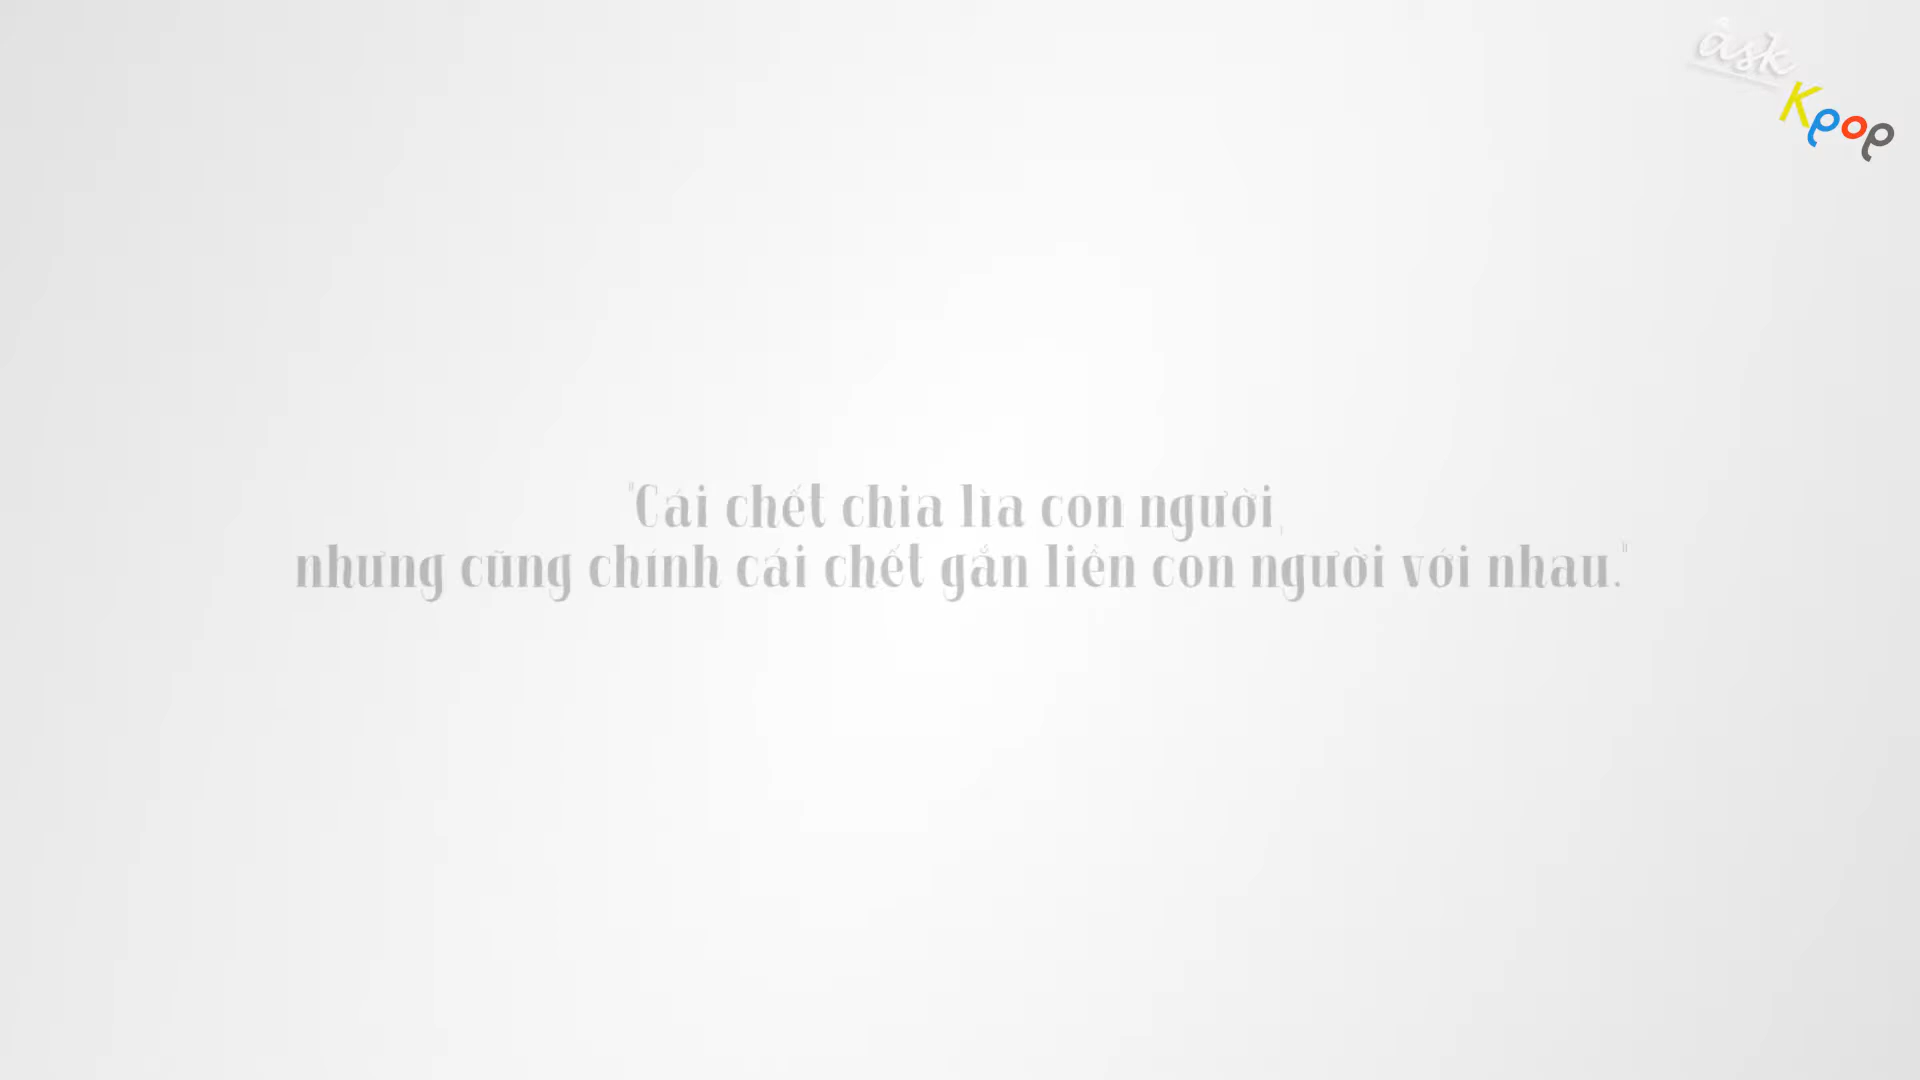 ask
Kpop
"Cái chết chia lìa con người,
nhưng cũng chính cái chết gắn liền con người với nhau."